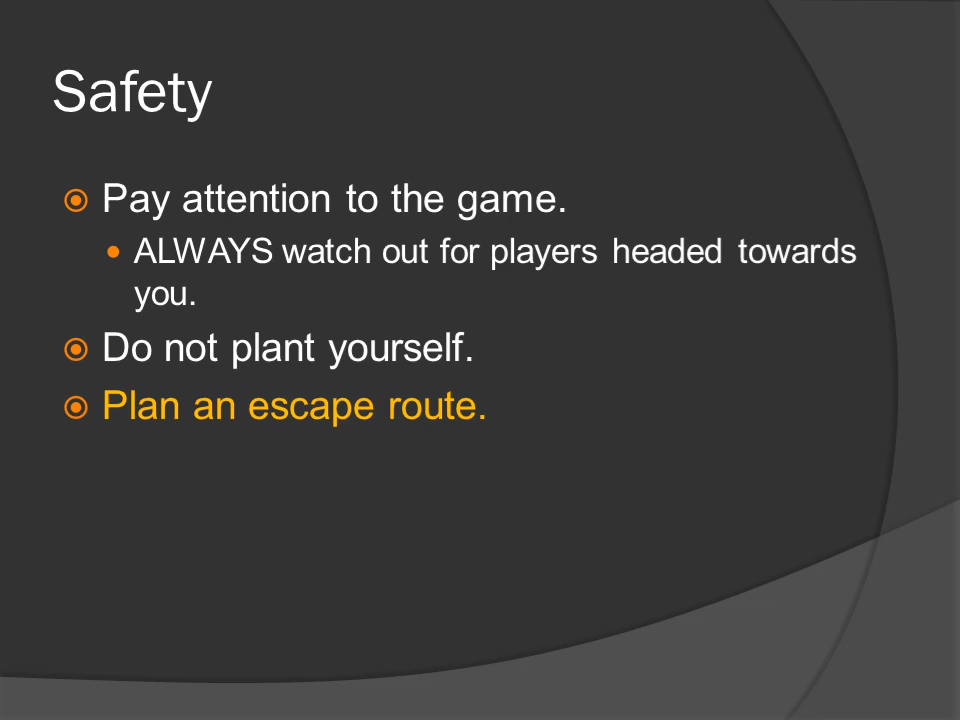 Safety
Pay attention to the game.
ALWAYS watch out for players headed towards
you.
Do not plant yourself.
Plan an escape route.